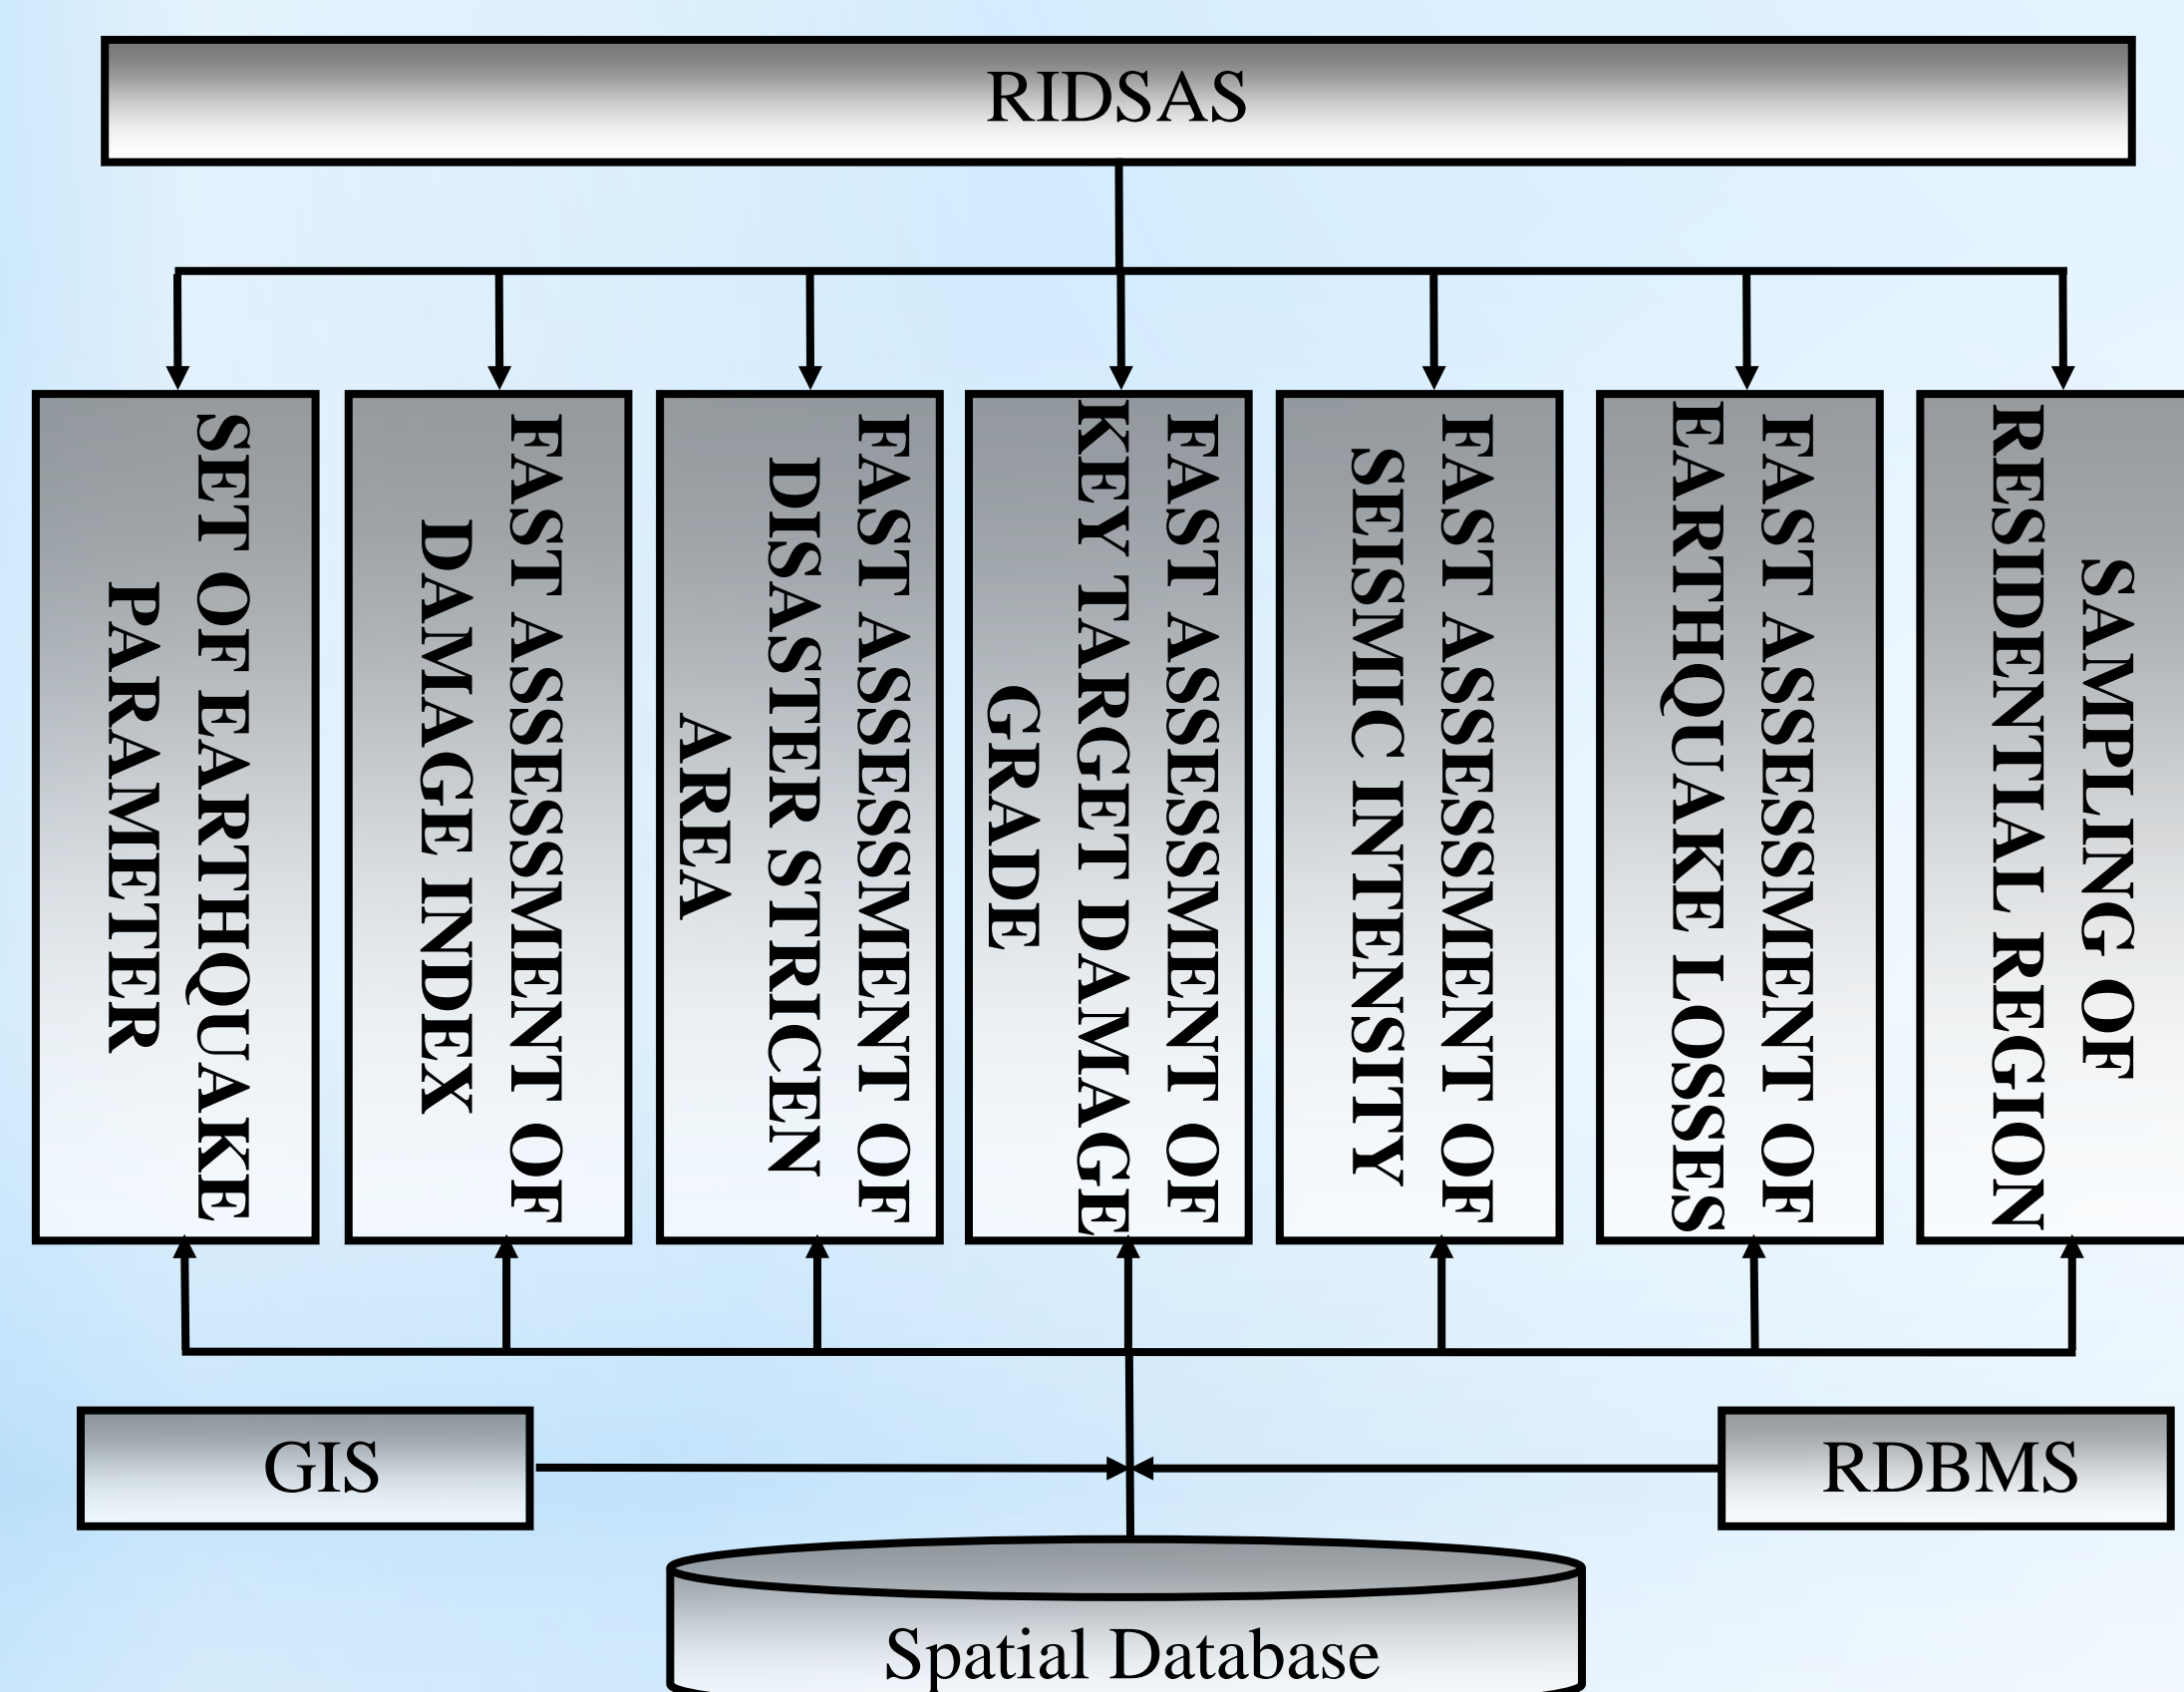 RIDSAS
SET OF EARTHQUAKE
PARAMETER
FAST ASSESSMENT OF
DAMAGE INDEX
FAST ASSESSMENT OF
DISASTER STRICEN
AREA
FAST ASSESSMENT OF
KEY TARGET DAMAGE
GRADE
FAST ASSESSMENT OF
SEISMIC INTENSITY
FAST ASSESSMENT OF
EARTHQUAKE LOSSES
SAMPLING OF
RESIDENTIAL REGION
GIS
RDBMS
Spatial Database